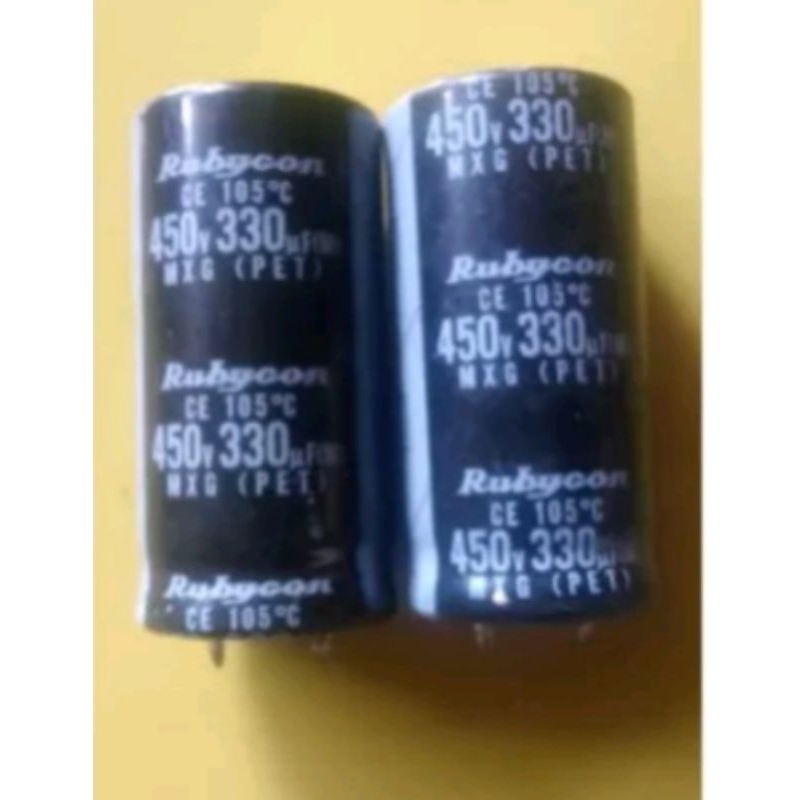 Rubycon
CE 105°C
450V 330µF(M)
MXG (PET)
Rubycon
CE 105°C
450V 330µF(M)
MXG (PET)
Rubycon
CE 105°C
CE 105°C
450V 330µF(M)
MXG (PET)
Rubycon
CE 105°C
450V 330µF(M)
MXG (PET)
Rubycon
CE 105°C
450V 330µF(M)
MXG (PET)